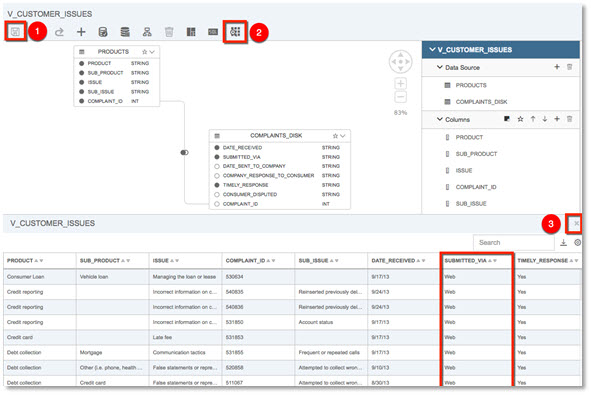 V_CUSTOMER_ISSUES
1
2
PRODUCTS
PRODUCT STRING
SUB_PRODUCT STRING
ISSUE STRING
SUB_ISSUE STRING
COMPLAINT_ID INT
COMPLAINTS_DISK
DATE_RECEIVED STRING
SUBMITTED_VIA STRING
DATE_SENT_TO_COMPANY STRING
COMPANY_RESPONSE_TO_CONSUMER STRING
TIMELY_RESPONSE STRING
CONSUMER_DISPUTED STRING
COMPLAINT_ID INT
83%
V_CUSTOMER_ISSUES
Data Source
PRODUCTS
COMPLAINTS_DISK
Columns
PRODUCT
SUB_PRODUCT
ISSUE
COMPLAINT_ID
SUB_ISSUE
V_CUSTOMER_ISSUES
3
Search
PRODUCT SUB_PRODUCT ISSUE COMPLAINT_ID SUB_ISSUE DATE_RECEIVED SUBMITTED_VIA TIMELY_RESPONSE
Consumer Loan Vehicle loan Managing the loan or lease 530634 9/17/13 Web Yes
Credit reporting Incorrect information on c... 540835 Reinserted previously del... 9/24/13 Web Yes
Credit reporting Incorrect information on c... 540836 Reinserted previously del... 9/24/13 Web Yes
Credit reporting Incorrect information on c... 531850 Account status 9/17/13 Web Yes
Credit card Late fee 531853 9/17/13 Web Yes
Debt collection Mortgage Communication tactics 531855 Frequent or repeated calls 9/17/13 Web Yes
Debt collection Other (i.e. phone, health ... False statements or repre... 520858 Attempted to collect wron... 9/10/13 Web Yes
Debt collection Credit card False statements or repre... 511067 Attempted to collect wron... 8/30/13 Web Yes